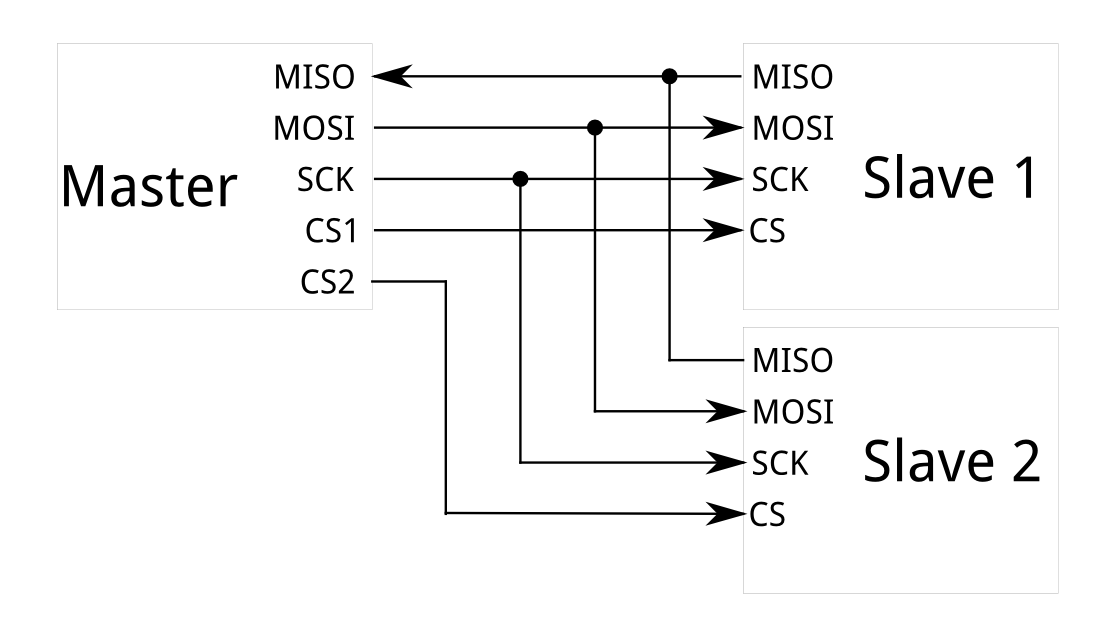 Master
MISO
MOSI
SCK
CS1
CS2
MISO
MOSI
SCK
CS
Slave 1
MISO
MOSI
SCK
CS
Slave 2